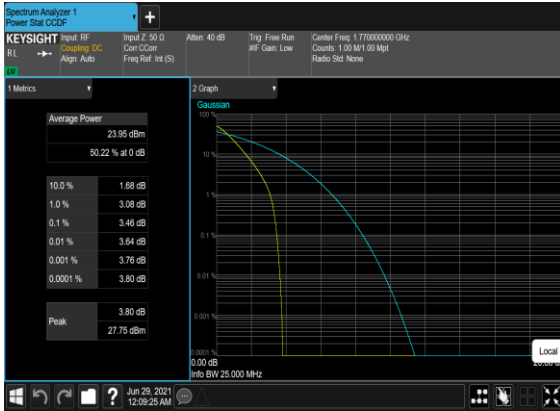 Spectrum Analyzer 1
Power Stat CCDF
KEYSIGHT
RL
LXI
Input: RF
Coupling: DC
Align: Auto
Input Z: 50 Ω
Corr CCorr
Freq Ref: Int (S)
Atten: 40 dB
Trig: Free Run
#IF Gain: Low
Center Freq: 1.770000000 GHz
Counts: 1.00 M/1.00 Mpt
Radio Std: None
1 Metrics
Average Power
23.95 dBm
50.22 % at 0 dB
10.0 % 1.68 dB
1.0 % 3.08 dB
0.1 % 3.46 dB
0.01 % 3.64 dB
0.001 % 3.76 dB
0.0001 % 3.80 dB
Peak
3.80 dB
27.75 dBm
2 Graph
Gaussian
100 %
10 %
1 %
0.1 %
0.01 %
0.001 %
0.0001 %
0.00 dB
Info BW 25.000 MHz
Local
Jun 29, 2021
12:09:25 AM